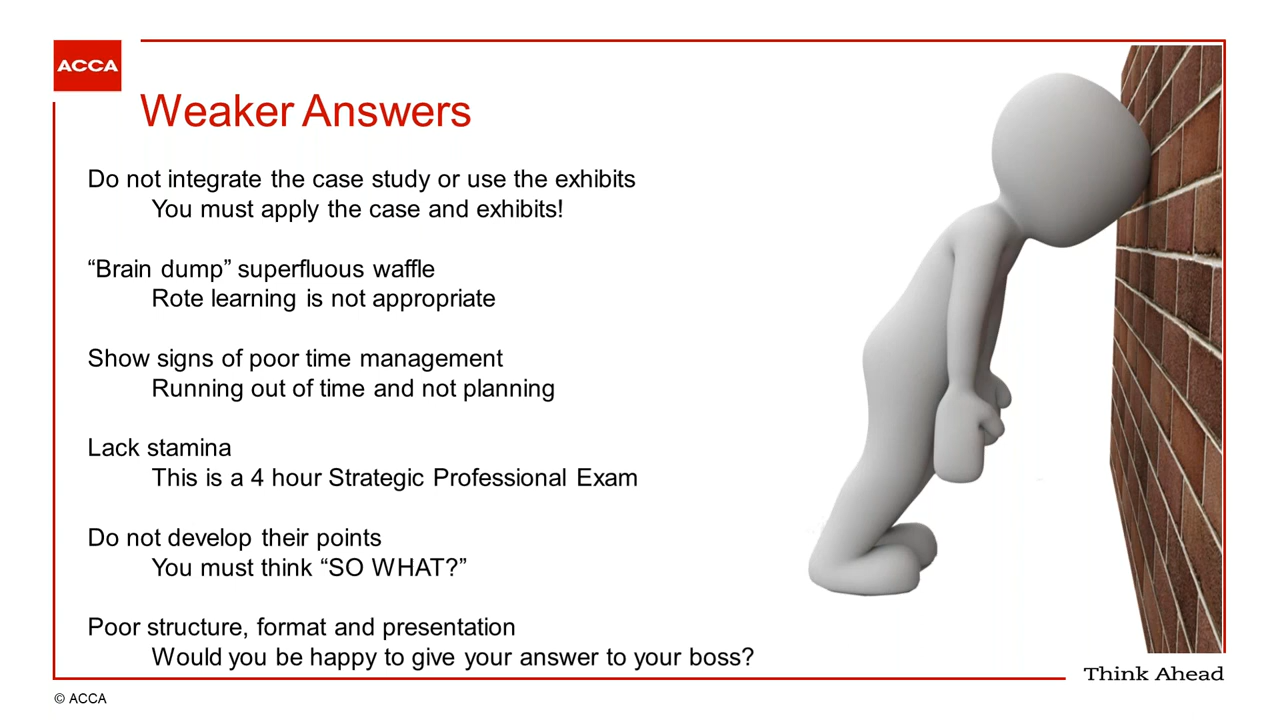 ACCA
Weaker Answers
Do not integrate the case study or use the exhibits
You must apply the case and exhibits!
“Brain dump” superfluous waffle
Rote learning is not appropriate
Show signs of poor time management
Running out of time and not planning
Lack stamina
This is a 4 hour Strategic Professional Exam
Do not develop their points
You must think “SO WHAT?”
Poor structure, format and presentation
Would you be happy to give your answer to your boss?
Think Ahead
© ACCA